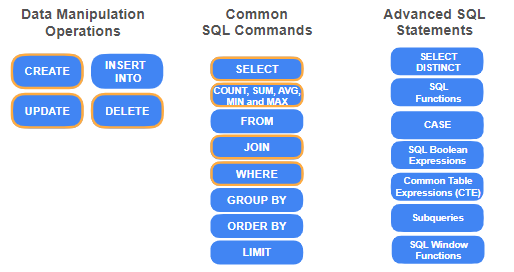 Data Manipulation
Operations
CREATE
INSERT
INTO
UPDATE
DELETE
Common
SQL Commands
SELECT
COUNT, SUM, AVG,
MIN and MAX
FROM
JOIN
WHERE
GROUP BY
ORDER BY
LIMIT
Advanced SQL
Statements
SELECT
DISTINCT
SQL
Functions
CASE
SQL Boolean
Expressions
Common Table
Expressions (CTE)
Subqueries
SQL Window
Functions